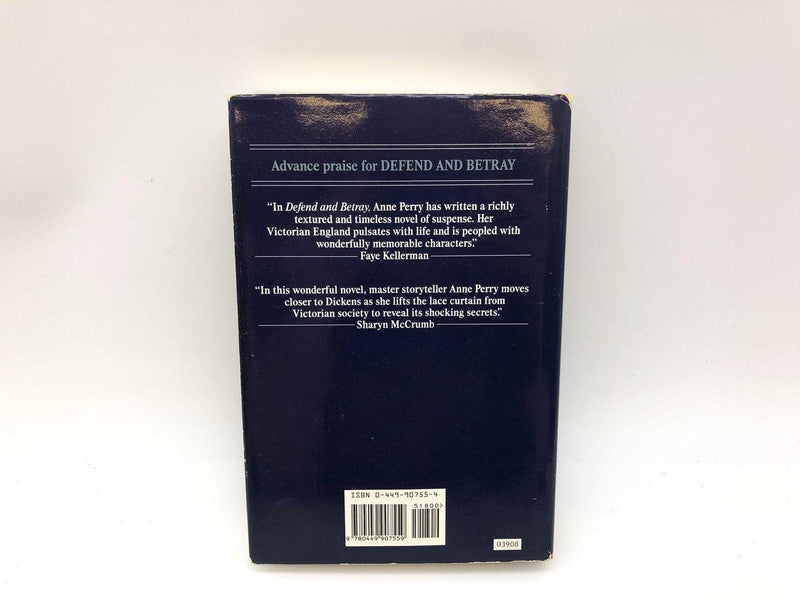 Advance praise for DEFEND AND BETRAY
“In Defend and Betray, Anne Perry has written a richly
textured and timeless novel of suspense. Her
Victorian England pulsates with life and is peopled with
wonderfully memorable characters.”
Faye Kellerman
“In this wonderful novel, master storyteller Anne Perry moves
closer to Dickens as she lifts the lace curtain from
Victorian society to reveal its shocking secrets.”
Sharyn McCrumb
ISBN 0-449-90755-4
51800>
9 780449 907559
03908